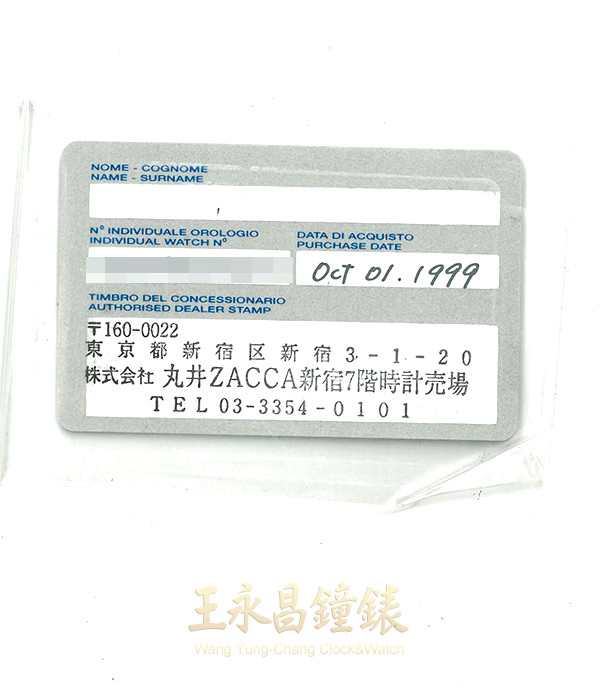 NOME - COGNOME
NAME - SURNAME
N° INDIVIDUALE OROLOGIO
INDIVIDUAL WATCH N°
DATA DI ACQUISTO
PURCHASE DATE
Oct 01. 1999
TIMBRO DEL CONCESSIONARIO
AUTHORISED DEALER STAMP
〒160-0022
東京都新宿区新宿3-1-20
株式会社 丸井ZACCA新宿7階時計売場
TEL 03-3354-0101
王永昌鐘錶
Wang Yung-Chang Clock&Watch